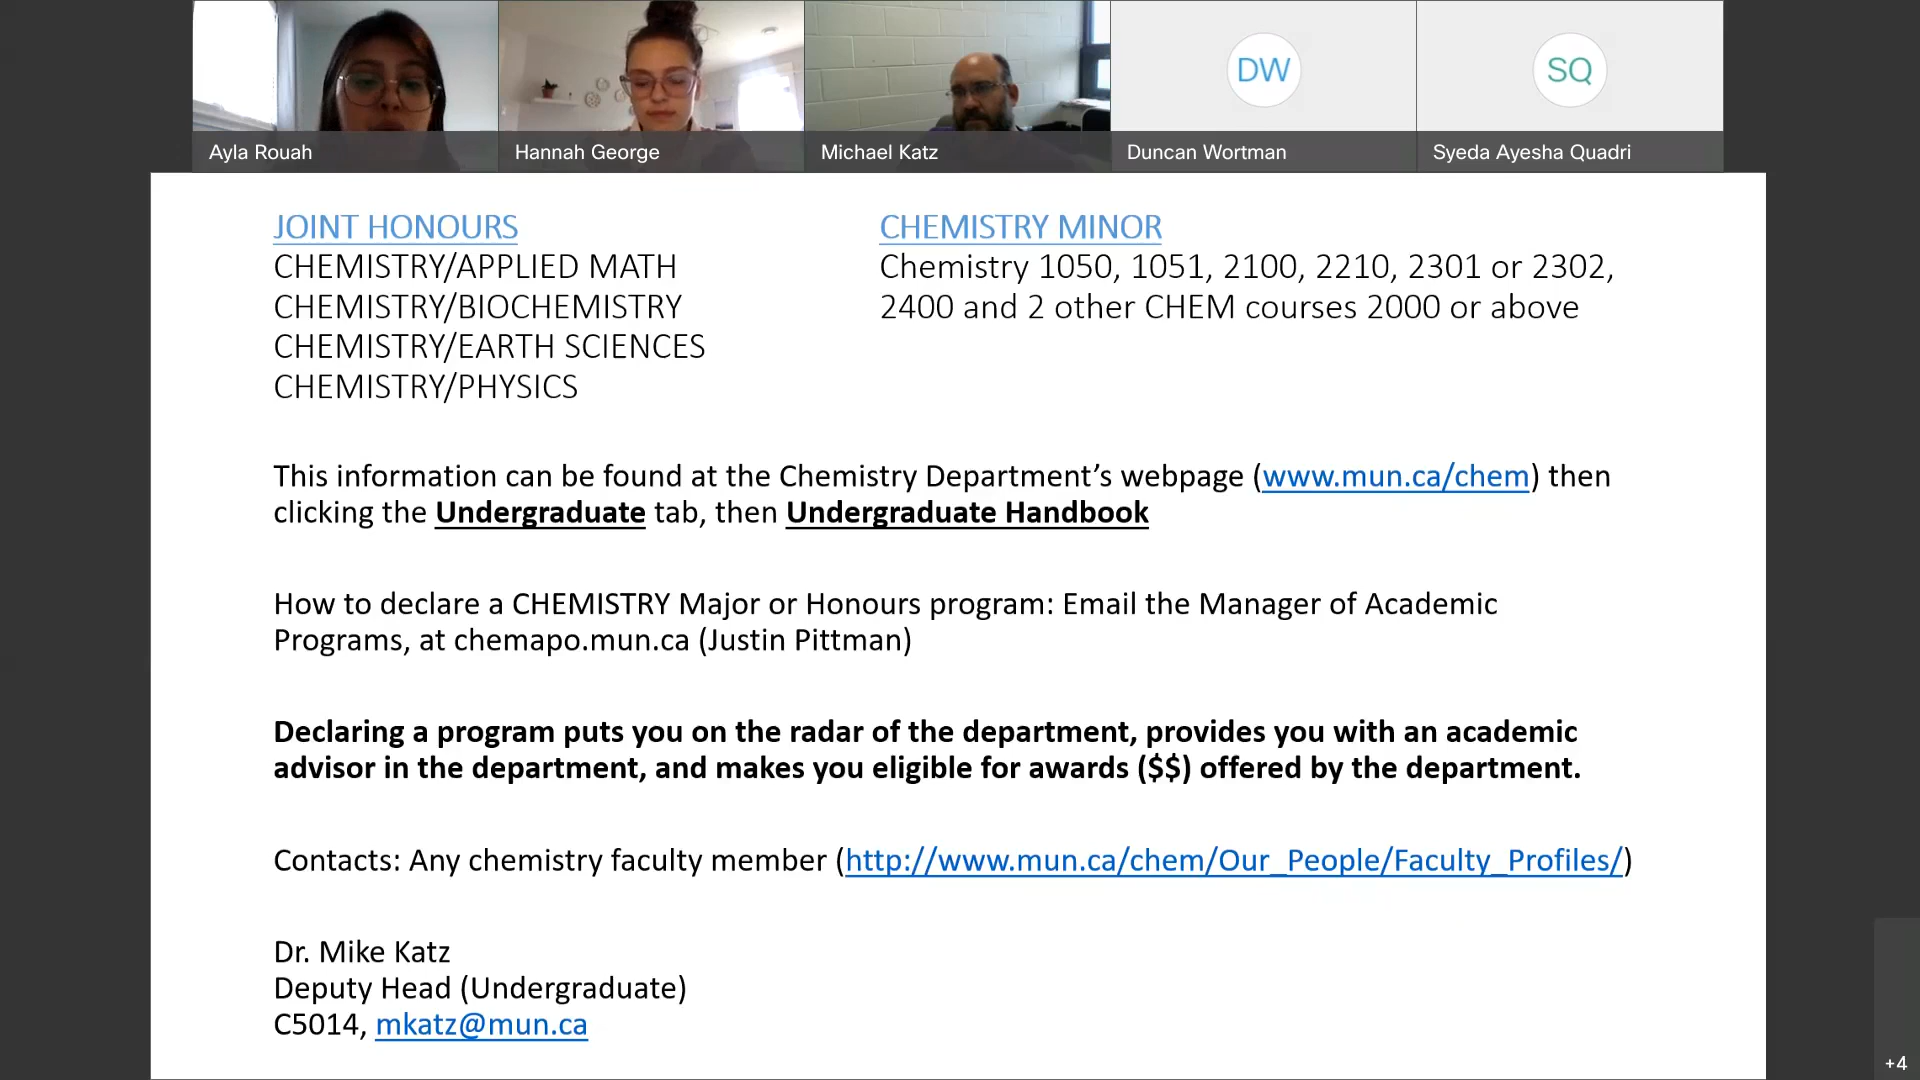 Ayla Rouah
Hannah George
Michael Katz
DW
Duncan Wortman
SQ
Syeda Ayesha Quadri
JOINT HONOURS
CHEMISTRY/APPLIED MATH
CHEMISTRY/BIOCHEMISTRY
CHEMISTRY/EARTH SCIENCES
CHEMISTRY/PHYSICS
CHEMISTRY MINOR
Chemistry 1050, 1051, 2100, 2210, 2301 or 2302,
2400 and 2 other CHEM courses 2000 or above
This information can be found at the Chemistry Department’s webpage (www.mun.ca/chem) then
clicking the Undergraduate tab, then Undergraduate Handbook
How to declare a CHEMISTRY Major or Honours program: Email the Manager of Academic
Programs, at chemapo.mun.ca (Justin Pittman)
Declaring a program puts you on the radar of the department, provides you with an academic
advisor in the department, and makes you eligible for awards ($$) offered by the department.
Contacts: Any chemistry faculty member (http://www.mun.ca/chem/Our_People/Faculty_Profiles/)
Dr. Mike Katz
Deputy Head (Undergraduate)
C5014, mkatz@mun.ca
+4